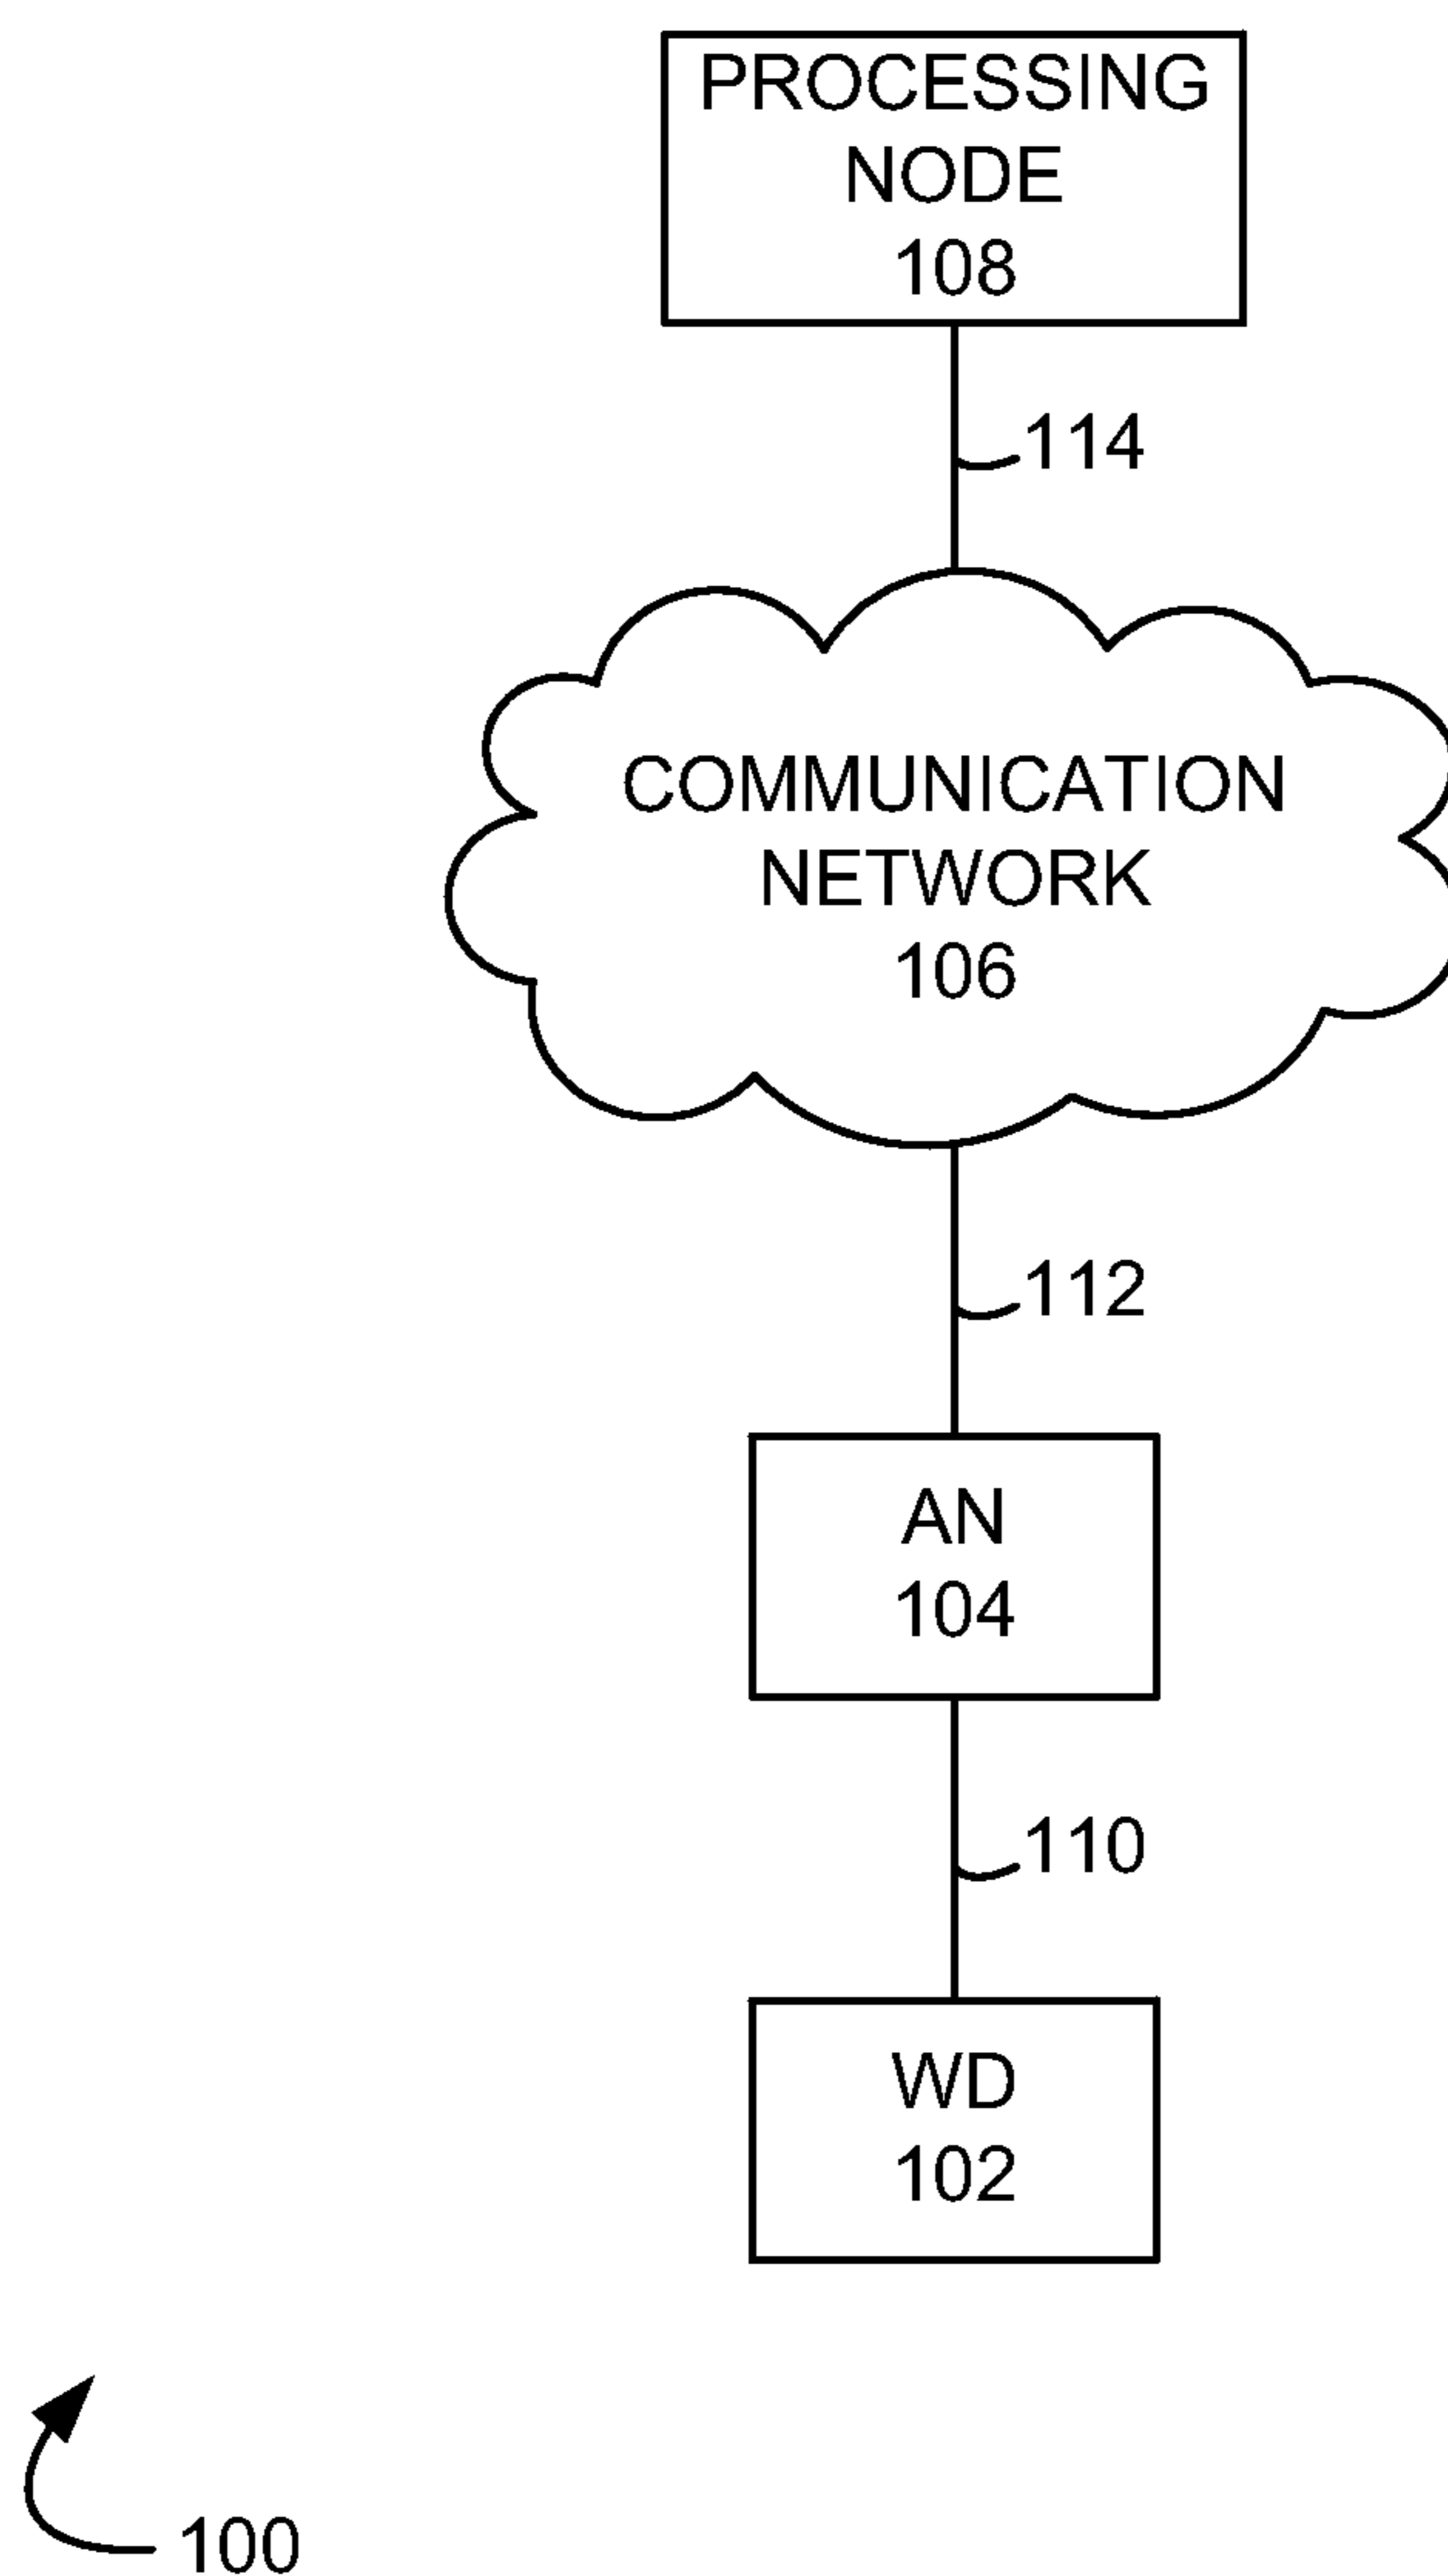 PROCESSING
NODE
108
114
COMMUNICATION
NETWORK
106
112
AN
104
110
WD
102
100